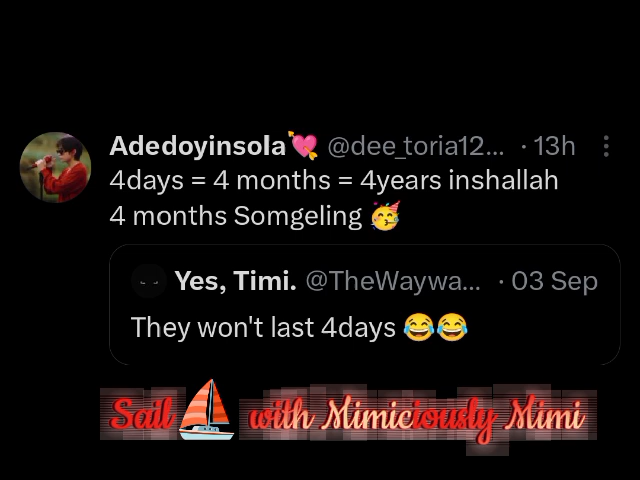 Adedoyinsola💘 @dee_toria12... · 13h
4days = 4 months = 4years inshallah
4 months Somgeling 🥳
Yes, Timi. @TheWaywa... · 03 Sep
They won't last 4days 😂😂
Sail⛵ with Mimiciously Mimi